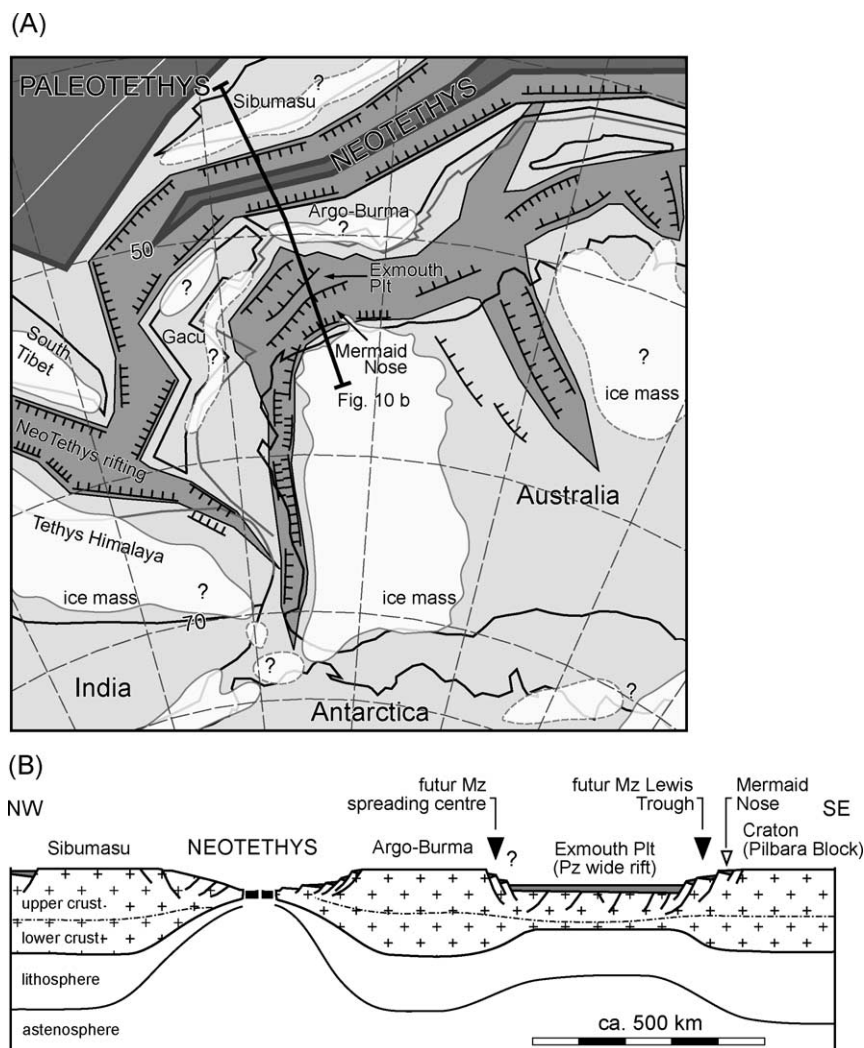 (A)
PALEOTETHYS
?
Sibumasu
NEOTETHYS
Argo-Burma
?
50
Exmouth
Plt
?
Gacu
?
Mermaid
Nose
South
Tibet
?
ice mass
Fig. 10 b
NeoTethys rifting
Australia
Tethys Himalaya
ice mass
?
ice mass
70
?
?
India
Antarctica
(B)
futur Mz
spreading centre
futur Mz Lewis
Trough
Mermaid
Nose
NW
SE
Sibumasu
NEOTETHYS
Argo-Burma
?
Exmouth Plt
(Pz wide rift)
Craton
(Pilbara Block)
upper crust
lower crust
lithosphere
astenosphere
ca. 500 km